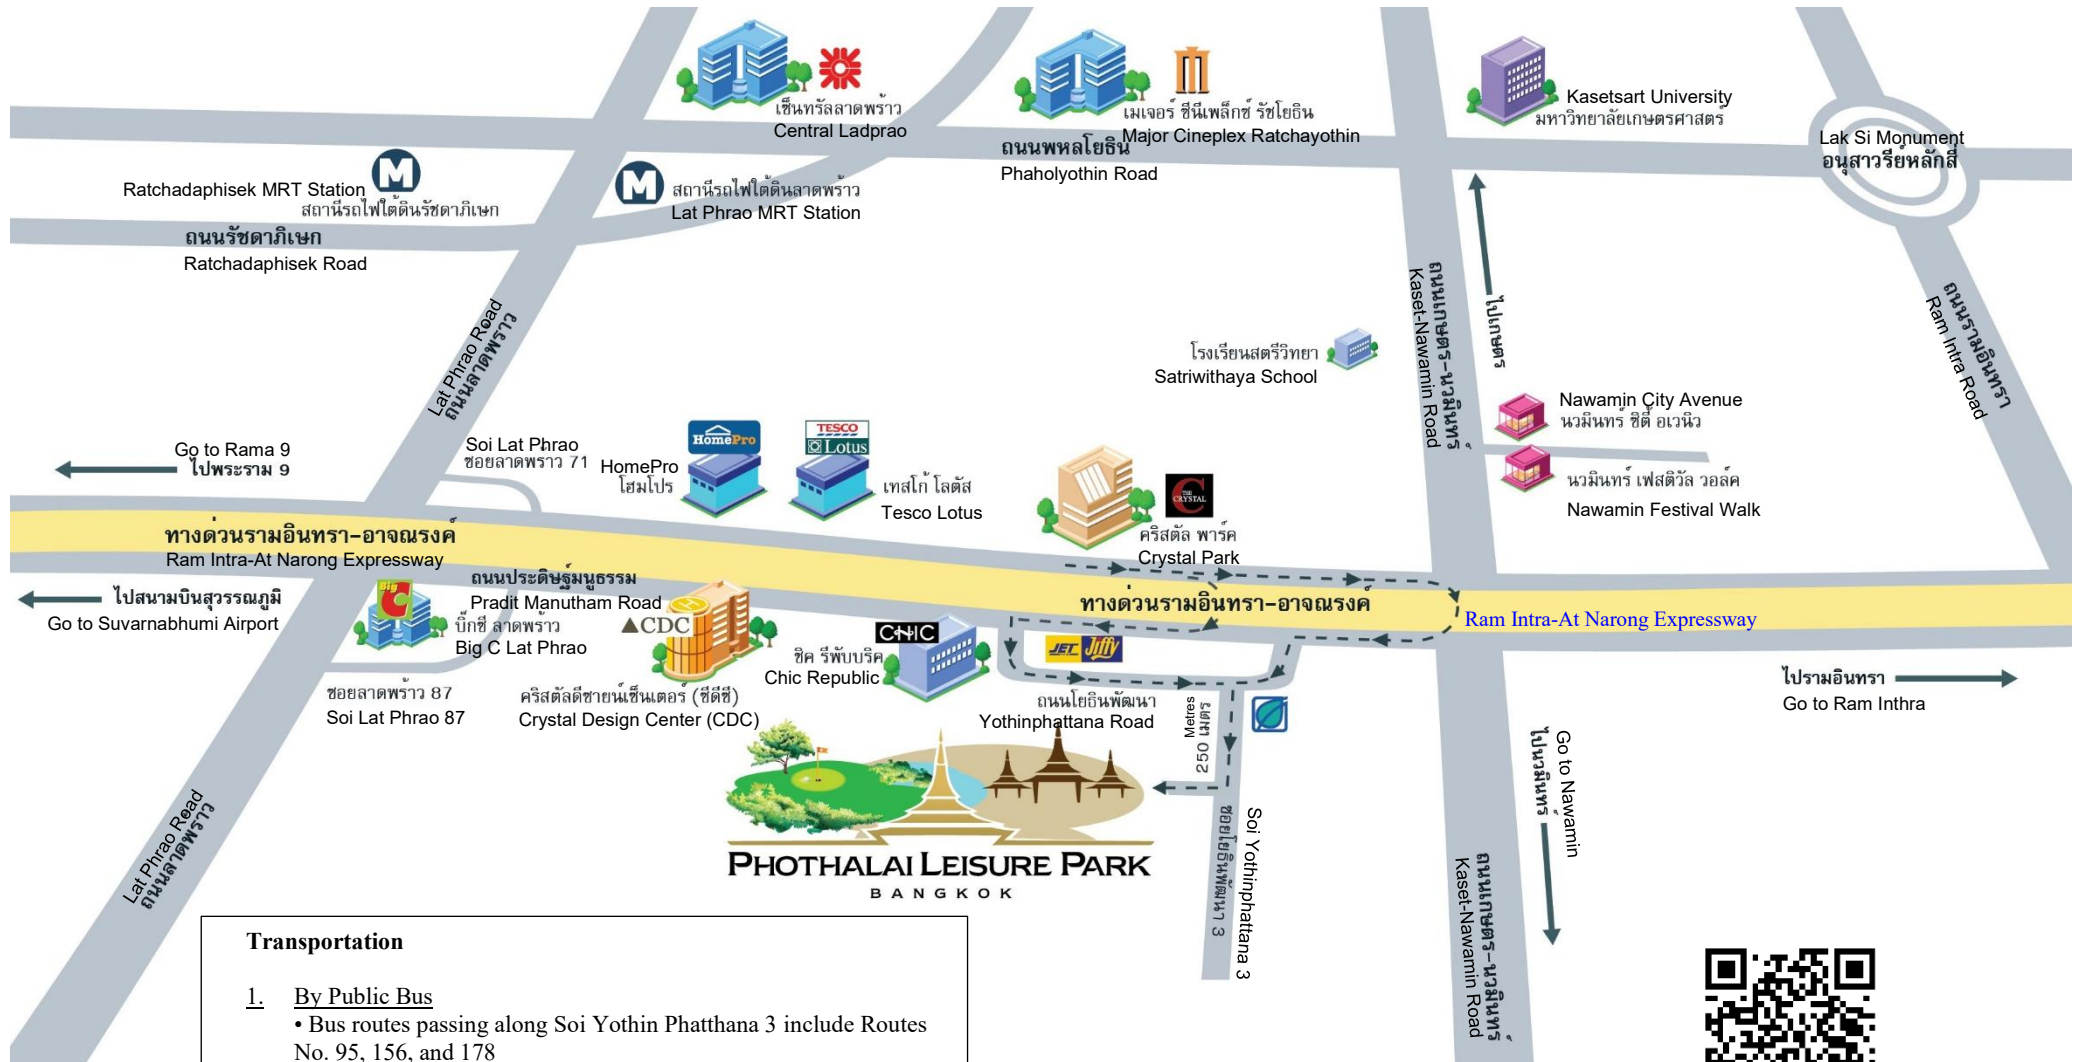 เซ็นทรัลลาดพร้าว
Central Ladprao
เมเจอร์ ซีนีเพล็กซ์ รัชโยธิน
Major Cineplex Ratchayothin
ถนนพหลโยธิน
Phaholyothin Road
Kasetsart University
มหาวิทยาลัยเกษตรศาสตร์
Lak Si Monument
อนุสาวรีย์หลักสี่
M
Ratchadaphisek MRT Station
สถานีรถไฟใต้ดินรัชดาภิเษก
M
สถานีรถไฟใต้ดินลาดพร้าว
Lat Phrao MRT Station
ถนนรัชดาภิเษก
Ratchadaphisek Road
Lat Phrao Road
ถนนลาดพร้าว
ถนนเกษตร-นวมินทร์
Kaset-Nawamin Road
ไปเกษตร
ถนนรามอินทรา
Ram Intra Road
โรงเรียนสตรีวิทยา
Satriwithaya School
Nawamin City Avenue
นวมินทร์ ซิตี้ อเวนิว
นวมินทร์ เฟสติวัล วอล์ค
Nawamin Festival Walk
Go to Rama 9
ไปพระราม 9
Soi Lat Phrao
ซอยลาดพร้าว 71
HomePro
HomePro
โฮมโปร
TESCO
Lotus
เทสโก้ โลตัส
Tesco Lotus
THE
C
CRYSTAL
คริสตัล พาร์ค
Crystal Park
ทางด่วนรามอินทรา-อาจณรงค์
Ram Intra-At Narong Expressway
ทางด่วนรามอินทรา-อาจณรงค์
Ram Intra-At Narong Expressway
ไปสนามบินสุวรรณภูมิ
Go to Suvarnabhumi Airport
Big
C
ถนนประดิษฐ์มนูธรรม
Pradit Manutham Road
บิ๊กซี ลาดพร้าว
Big C Lat Phrao
CDC
CHIC
ชิค รีพับบริค
Chic Republic
JET Jiffy
ซอยลาดพร้าว 87
Soi Lat Phrao 87
คริสตัลดีซายน์เซ็นเตอร์ (ซีดีซี)
Crystal Design Center (CDC)
ถนนโยธินพัฒนา
Yothinphattana Road
Metres
250 เมตร
ไปรามอินทรา
Go to Ram Inthra
Go to Nawamin
ไปนวมินทร์
Lat Phrao Road
ถนนลาดพร้าว
PHOTHALAI LEISURE PARK
BANGKOK
ซอยโยธินพัฒนา 3
Soi Yothinphattana 3
ถนนเกษตร-นวมินทร์
Kaset-Nawamin Road
Transportation
1. By Public Bus
• Bus routes passing along Soi Yothin Phatthana 3 include Routes
No. 95, 156, and 178